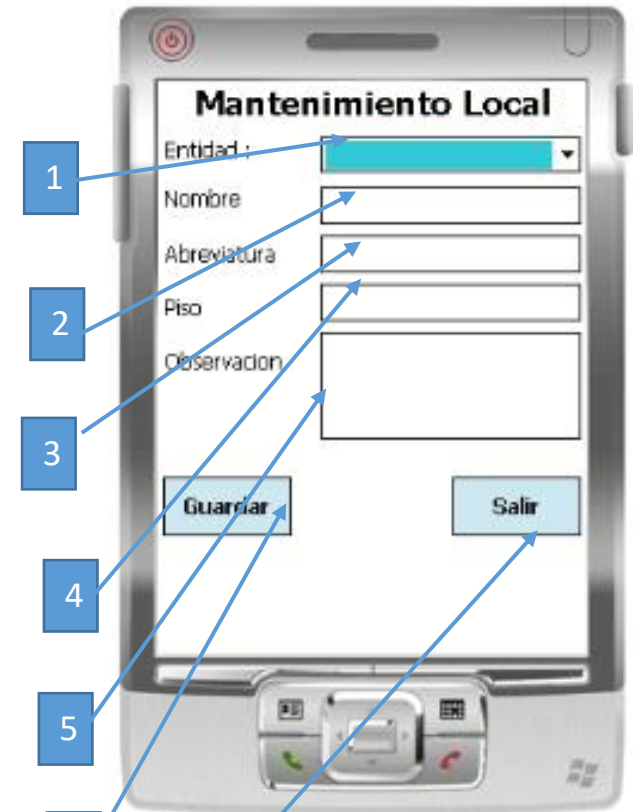 Mantenimiento Local
1
Entidad :
Nombre
Abreviatura
2
Piso
Observacion
3
Guardar
Salir
4
5